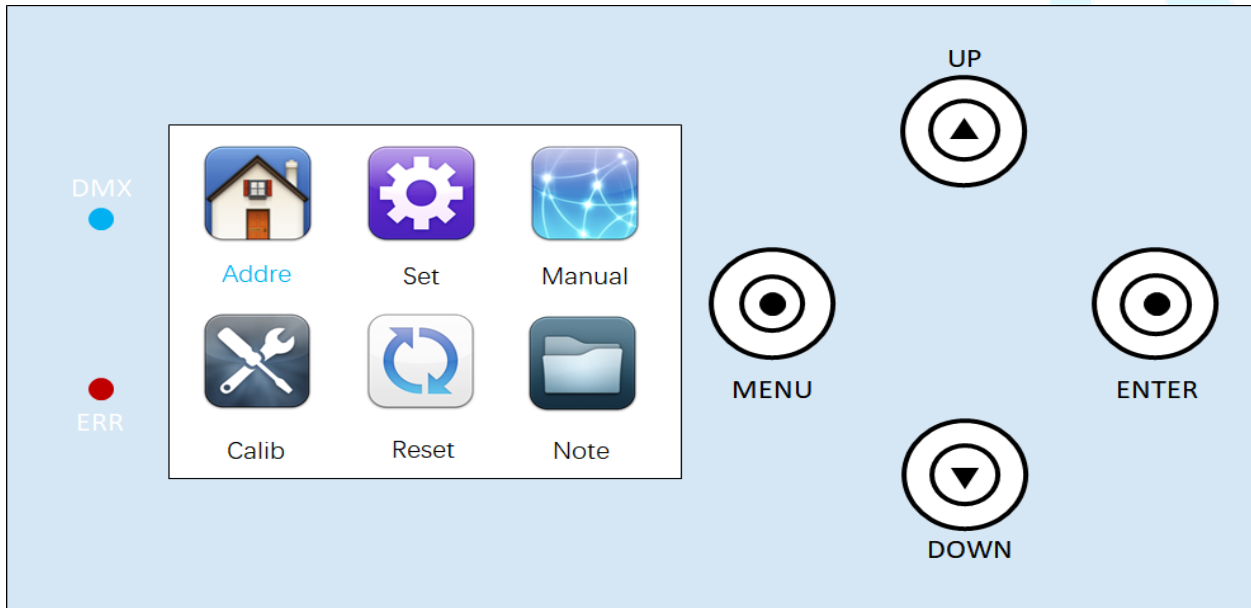 UP
DMX
Addre Set Manual
MENU ENTER
ERR
Calib Reset Note
DOWN